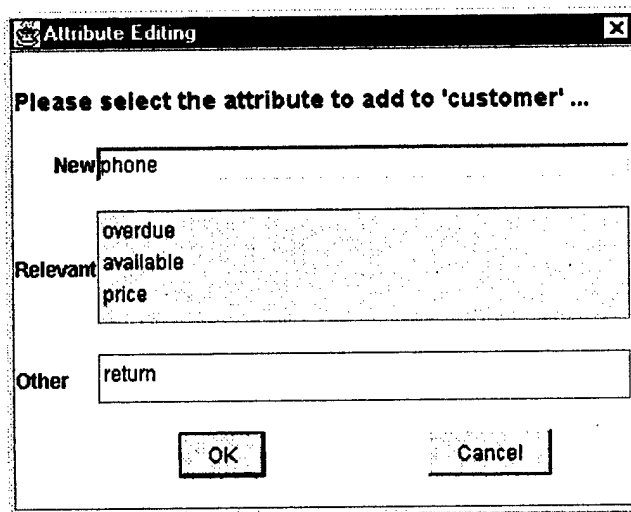 Attribute Editing
Please select the attribute to add to 'customer' ...
New phone
overdue
Relevant available
price
Other return
OK Cancel